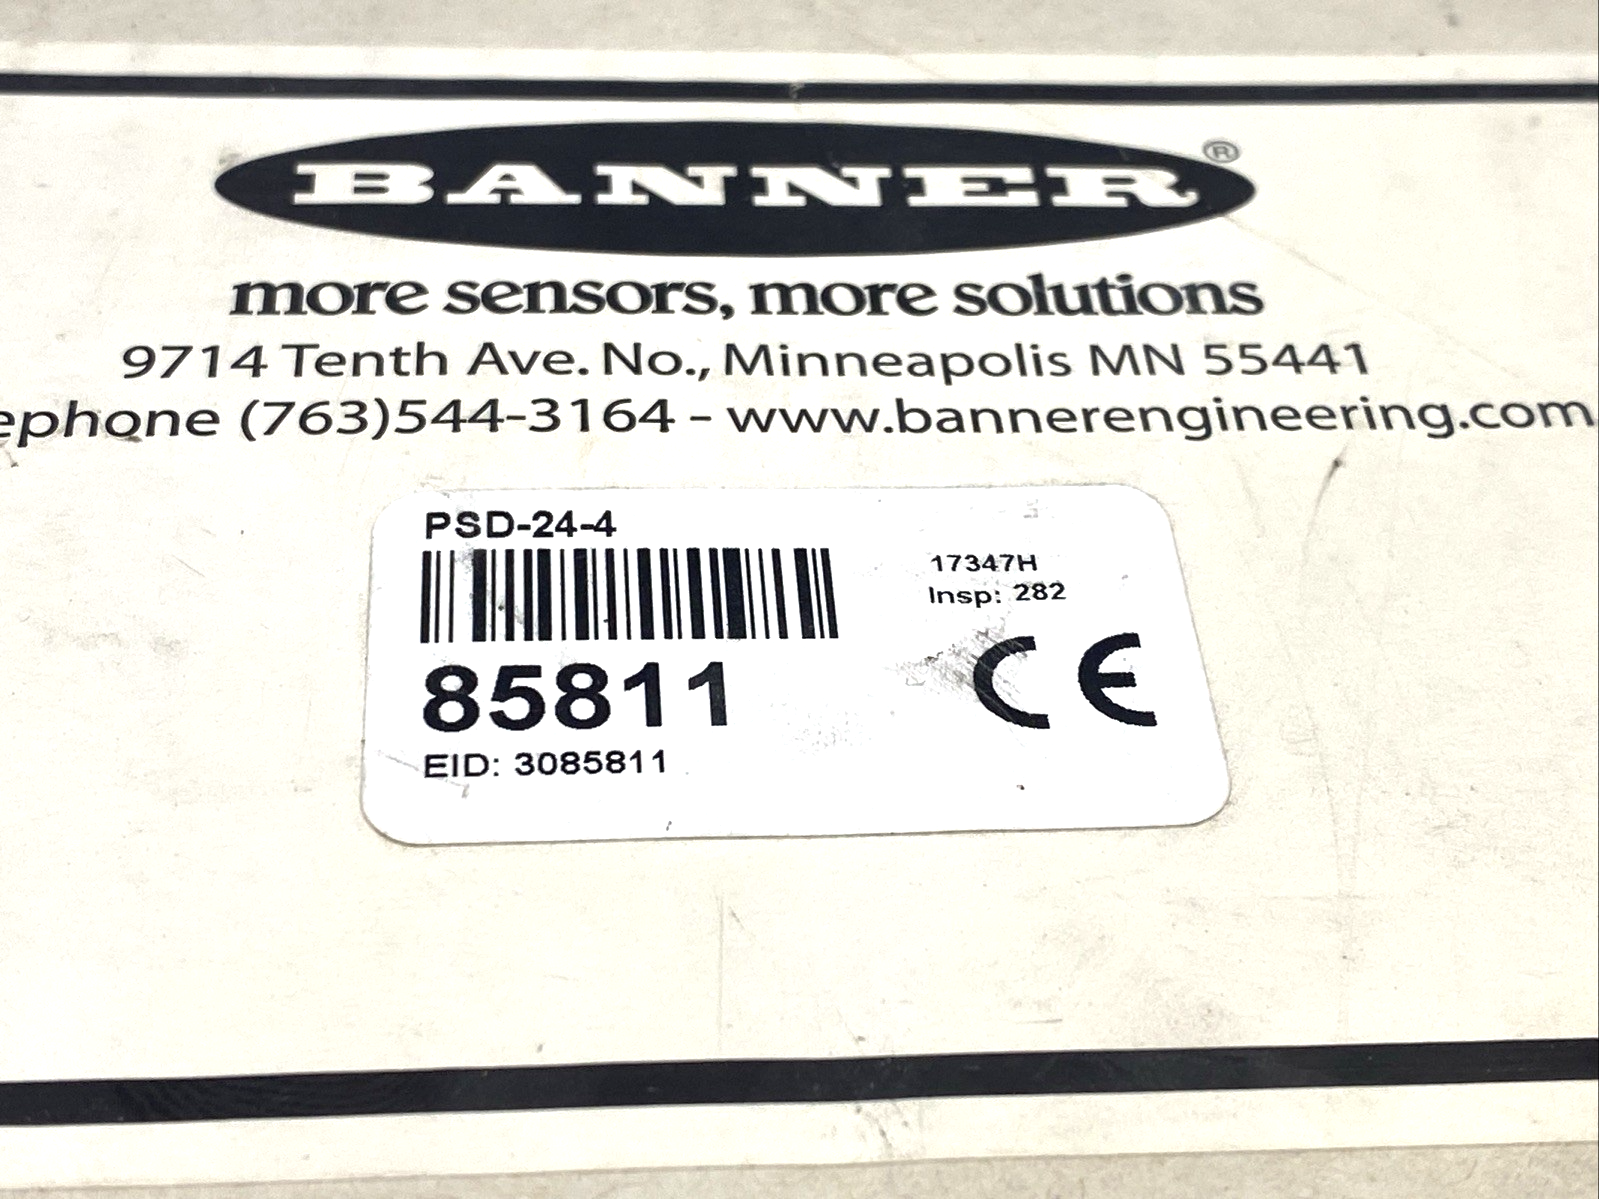 BANNER®
more sensors, more solutions
9714 Tenth Ave. No., Minneapolis MN 55441
ephone (763)544-3164 - www.bannerengineering.com
PSD-24-4
17347H
Insp: 282
CE
85811
EID: 3085811